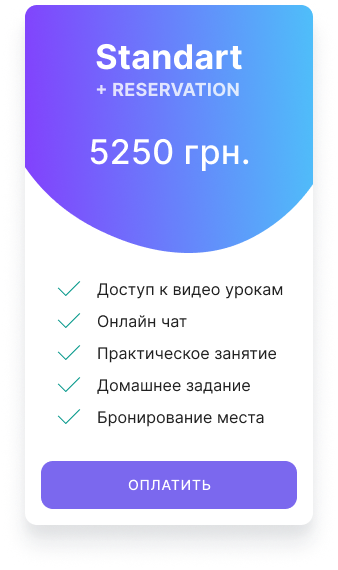 Standart
+ RESERVATION
5250 грн.
Доступ к видео урокам
Онлайн чат
Практическое занятие
Домашнее задание
Бронирование места
ОПЛАТИТЬ